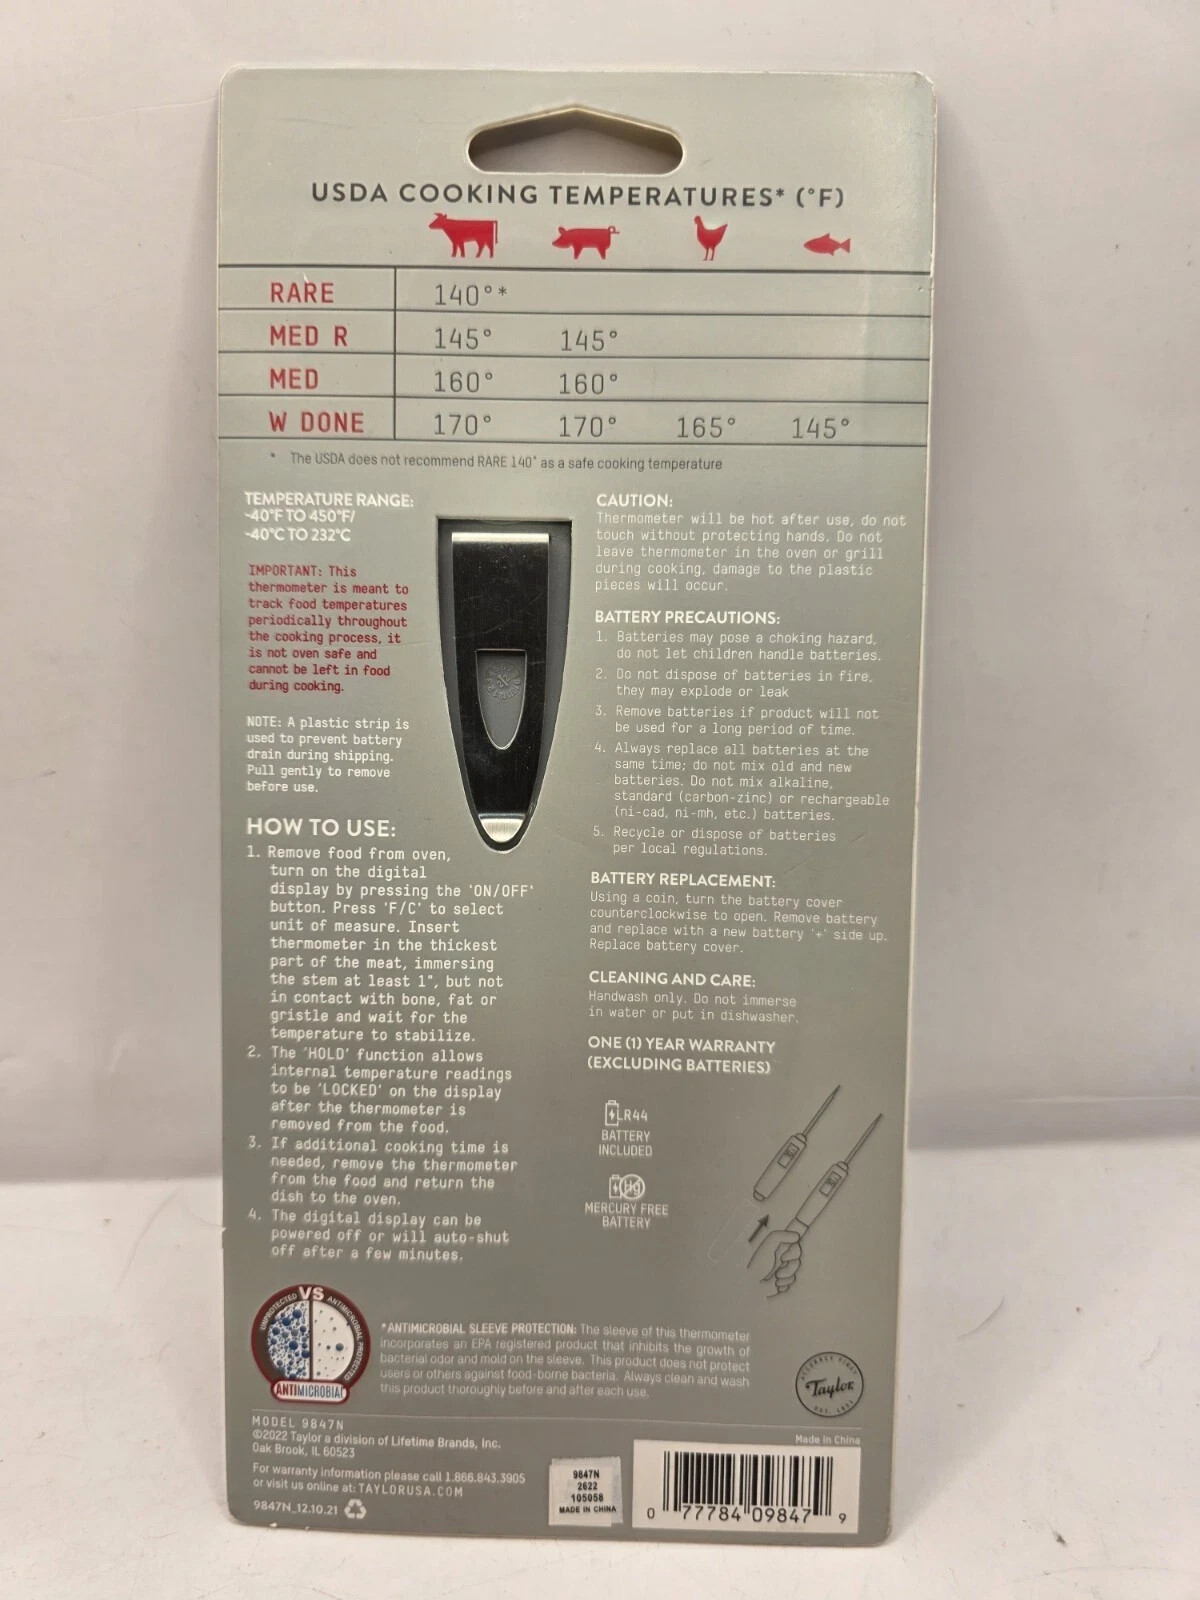 USDA COOKING TEMPERATURES* (°F)
RARE 140°*
MED R 145° 145°
MED 160° 160°
W DONE 170° 170° 165° 145°
* The USDA does not recommend RARE 140° as a safe cooking temperature
TEMPERATURE RANGE:
-40°F TO 450°F/
-40°C TO 232°C
IMPORTANT: This
thermometer is meant to
track food temperatures
periodically throughout
the cooking process, it
is not oven safe and
cannot be left in food
during cooking.
NOTE: A plastic strip is
used to prevent battery
drain during shipping.
Pull gently to remove
before use.
HOW TO USE:
1. Remove food from oven,
turn on the digital
display by pressing the 'ON/OFF'
button. Press 'F/C' to select
unit of measure. Insert
thermometer in the thickest
part of the meat, immersing
the stem at least 1", but not
in contact with bone, fat or
gristle and wait for the
temperature to stabilize.
2. The 'HOLD' function allows
internal temperature readings
to be 'LOCKED' on the display
after the thermometer is
removed from the food.
3. If additional cooking time is
needed, remove the thermometer
from the food and return the
dish to the oven.
4. The digital display can be
powered off or will auto-shut
off after a few minutes.
CAUTION:
Thermometer will be hot after use, do not
touch without protecting hands. Do not
leave thermometer in the oven or grill
during cooking, damage to the plastic
pieces will occur.
BATTERY PRECAUTIONS:
1. Batteries may pose a choking hazard,
do not let children handle batteries.
2. Do not dispose of batteries in fire,
they may explode or leak
3. Remove batteries if product will not
be used for a long period of time.
4. Always replace all batteries at the
same time; do not mix old and new
batteries. Do not mix alkaline,
standard (carbon-zinc) or rechargeable
(ni-cad, ni-mh, etc.) batteries.
5. Recycle or dispose of batteries
per local regulations.
BATTERY REPLACEMENT:
Using a coin, turn the battery cover
counterclockwise to open. Remove battery
and replace with a new battery '+' side up.
Replace battery cover.
CLEANING AND CARE:
Handwash only. Do not immerse
in water or put in dishwasher.
ONE (1) YEAR WARRANTY
(EXCLUDING BATTERIES)
LR44
BATTERY
INCLUDED
Hg
MERCURY FREE
BATTERY
UNPROTECTED VS ANTIMICROBIAL PROTECTED
ANTIMICROBIAL
*ANTIMICROBIAL SLEEVE PROTECTION: The sleeve of this thermometer
incorporates an EPA registered product that inhibits the growth of
bacterial odor and mold on the sleeve. This product does not protect
users or others against food-borne bacteria. Always clean and wash
this product thoroughly before and after each use.
ACCURACY FIRST
Taylor
EST. 1851
MODEL 9847N
©2022 Taylor a division of Lifetime Brands, Inc.
Oak Brook, IL 60523
For warranty information please call 1.866.843.3905
or visit us online at: TAYLORUSA.COM
9847N_12.10.21
9847N
2622
105058
MADE IN CHINA
Made in China
0 77784 09847 9